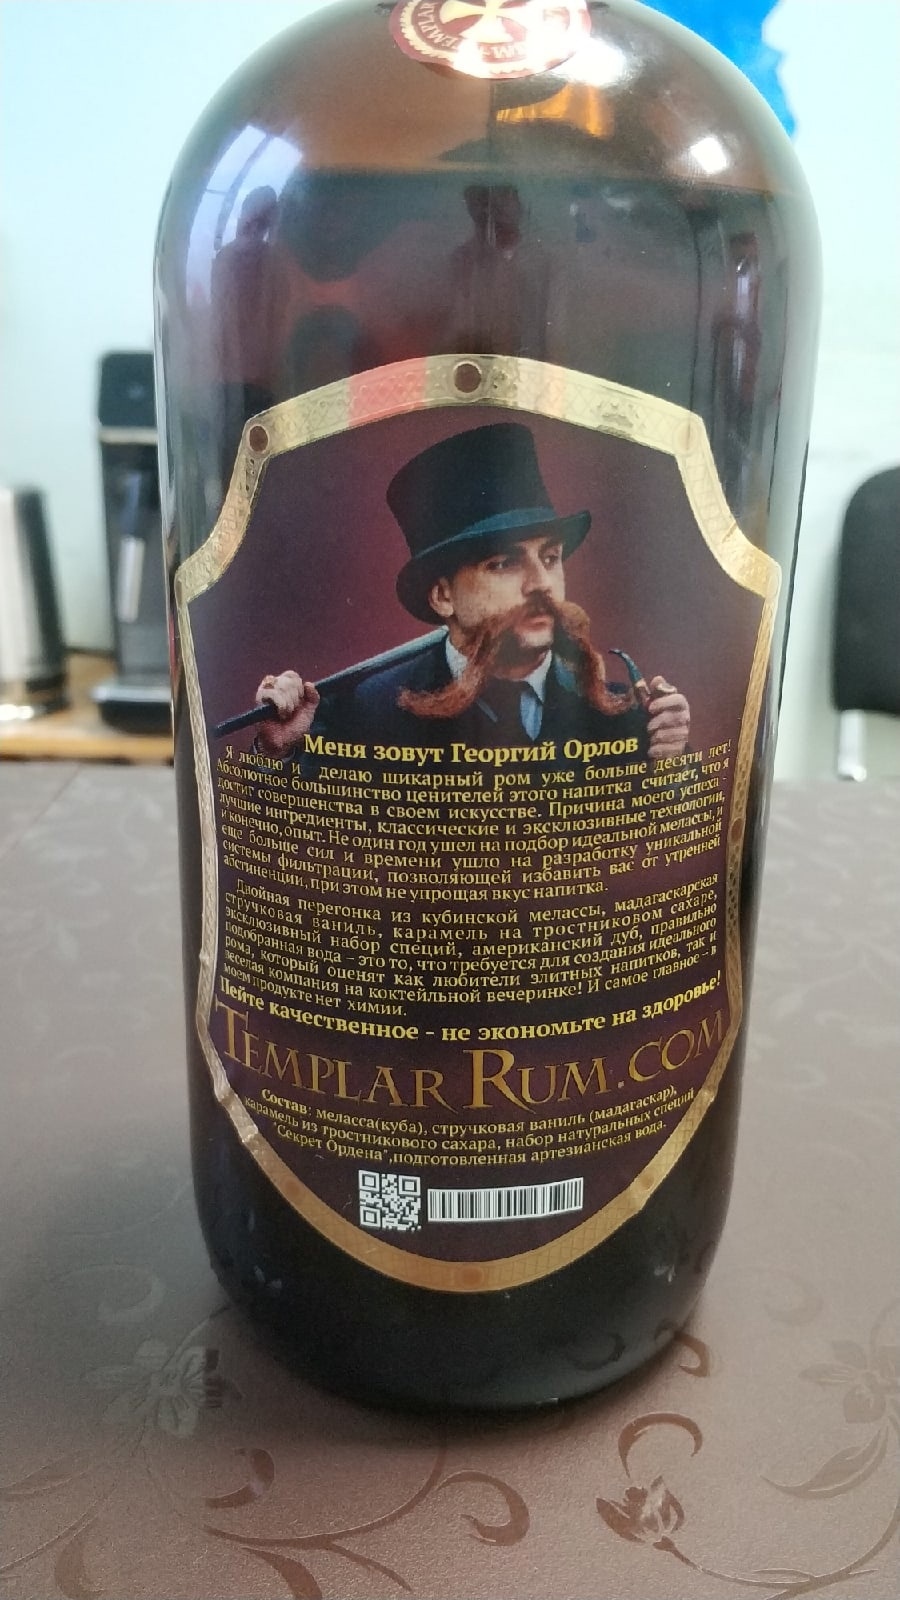 TEMPLAR
Меня зовут Георгий Орлов
Я люблю и делаю шикарный ром уже больше десяти лет!
Абсолютное большинство ценителей этого напитка считает, что я
достиг совершенства в своем искусстве. Причина моего успеха -
лучшие ингредиенты, классические и эксклюзивные технологии,
и конечно, опыт. Не один год ушел на подбор идеальной мелассы, и
еще больше сил и времени ушло на разработку уникальной
системы фильтрации, позволяющей избавить вас от утренней
абстиненции, при этом не упрощая вкус напитка.
Двойная перегонка из кубинской мелассы, мадагаскарская
стручковая ваниль, карамель на тростниковом сахаре,
эксклюзивный набор специй, американский дуб, правильно
подобранная вода - это то, что требуется для создания идеального
рома, который оценят как любители элитных напитков, так и
веселая компания на коктейльной вечеринке! И самое главное - в
моем продукте нет химии.
Пейте качественное - не экономьте на здоровье!
TEMPLAR RUM.COM
Состав: меласса(куба), стручковая ваниль (мадагаскар),
карамель из тростникового сахара, набор натуральных специй
"Секрет Ордена", подготовленная артезианская вода.